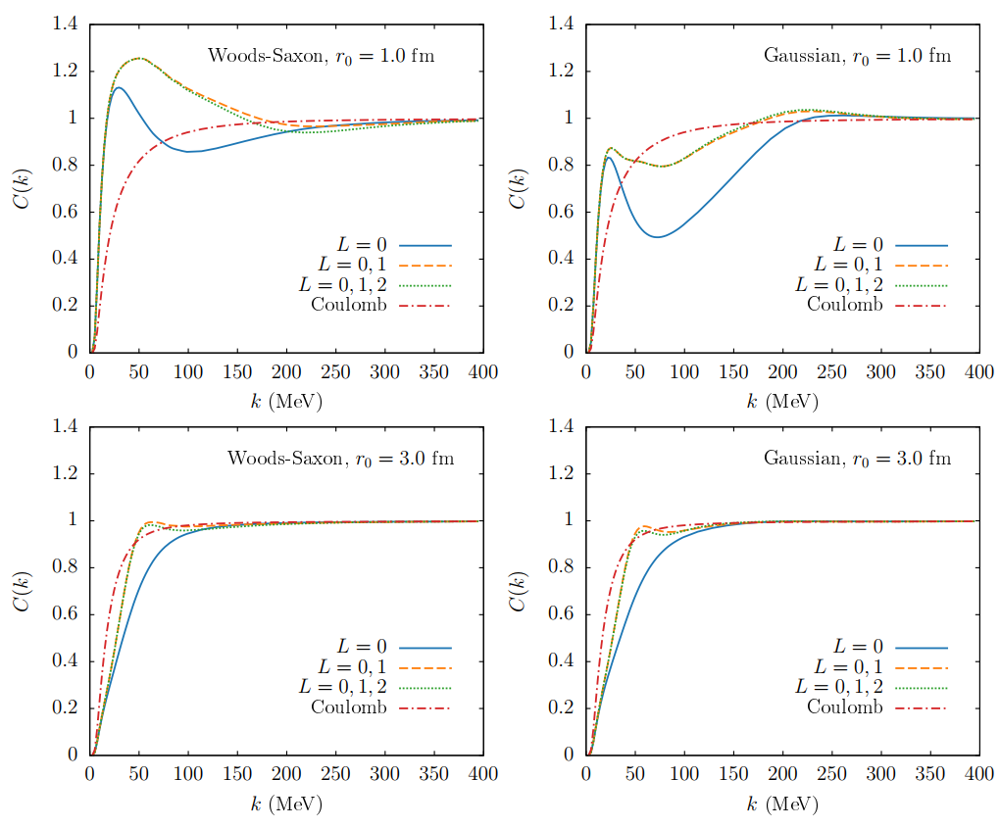 Woods-Saxon, r₀ = 1.0 fm
C(k)
1.4
1.2
1
0.8
0.6
0.4
0.2
0
L = 0
L = 0, 1
L = 0, 1, 2
Coulomb
0 50 100 150 200 250 300 350 400
k (MeV)
Gaussian, r₀ = 1.0 fm
C(k)
1.4
1.2
1
0.8
0.6
0.4
0.2
0
L = 0
L = 0, 1
L = 0, 1, 2
Coulomb
0 50 100 150 200 250 300 350 400
k (MeV)
Woods-Saxon, r₀ = 3.0 fm
C(k)
1.4
1.2
1
0.8
0.6
0.4
0.2
0
L = 0
L = 0, 1
L = 0, 1, 2
Coulomb
0 50 100 150 200 250 300 350 400
k (MeV)
Gaussian, r₀ = 3.0 fm
C(k)
1.4
1.2
1
0.8
0.6
0.4
0.2
0
L = 0
L = 0, 1
L = 0, 1, 2
Coulomb
0 50 100 150 200 250 300 350 400
k (MeV)